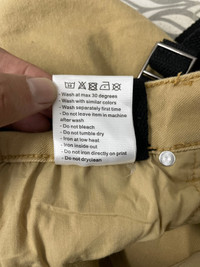 - Wash at max 30 degrees
- Wash with similar colors
- Wash separately first time
- Do not leave item in machine
after wash
- Do not bleach
- Do not tumble dry
- Iron at low heat
- Iron inside out
- Do not iron directly on print
- Do not dryclean